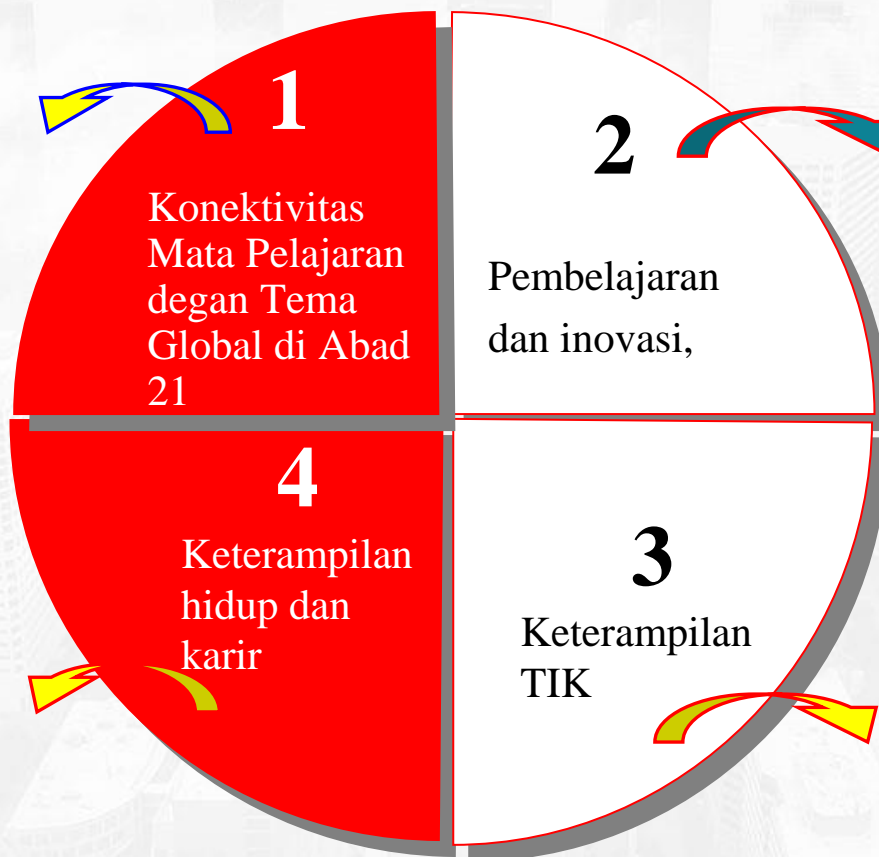 1
Konektivitas
Mata Pelajaran
degan Tema
Global di Abad
21
2
Pembelajaran
dan inovasi,
3
Keterampilan
TIK
4
Keterampilan
hidup dan
karir